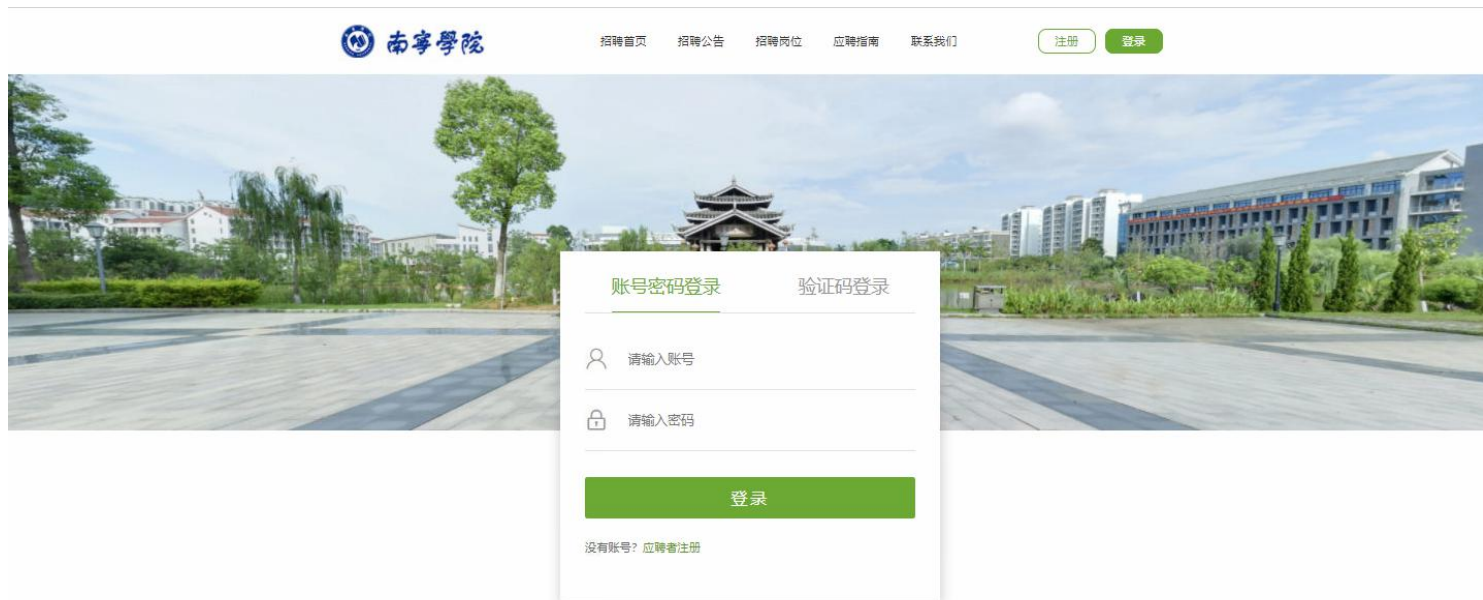 南寧學院
招聘首页 招聘公告 招聘岗位 应聘指南 联系我们 注册 登录
账号密码登录 验证码登录
请输入账号
请输入密码
登录
没有账号？应聘者注册